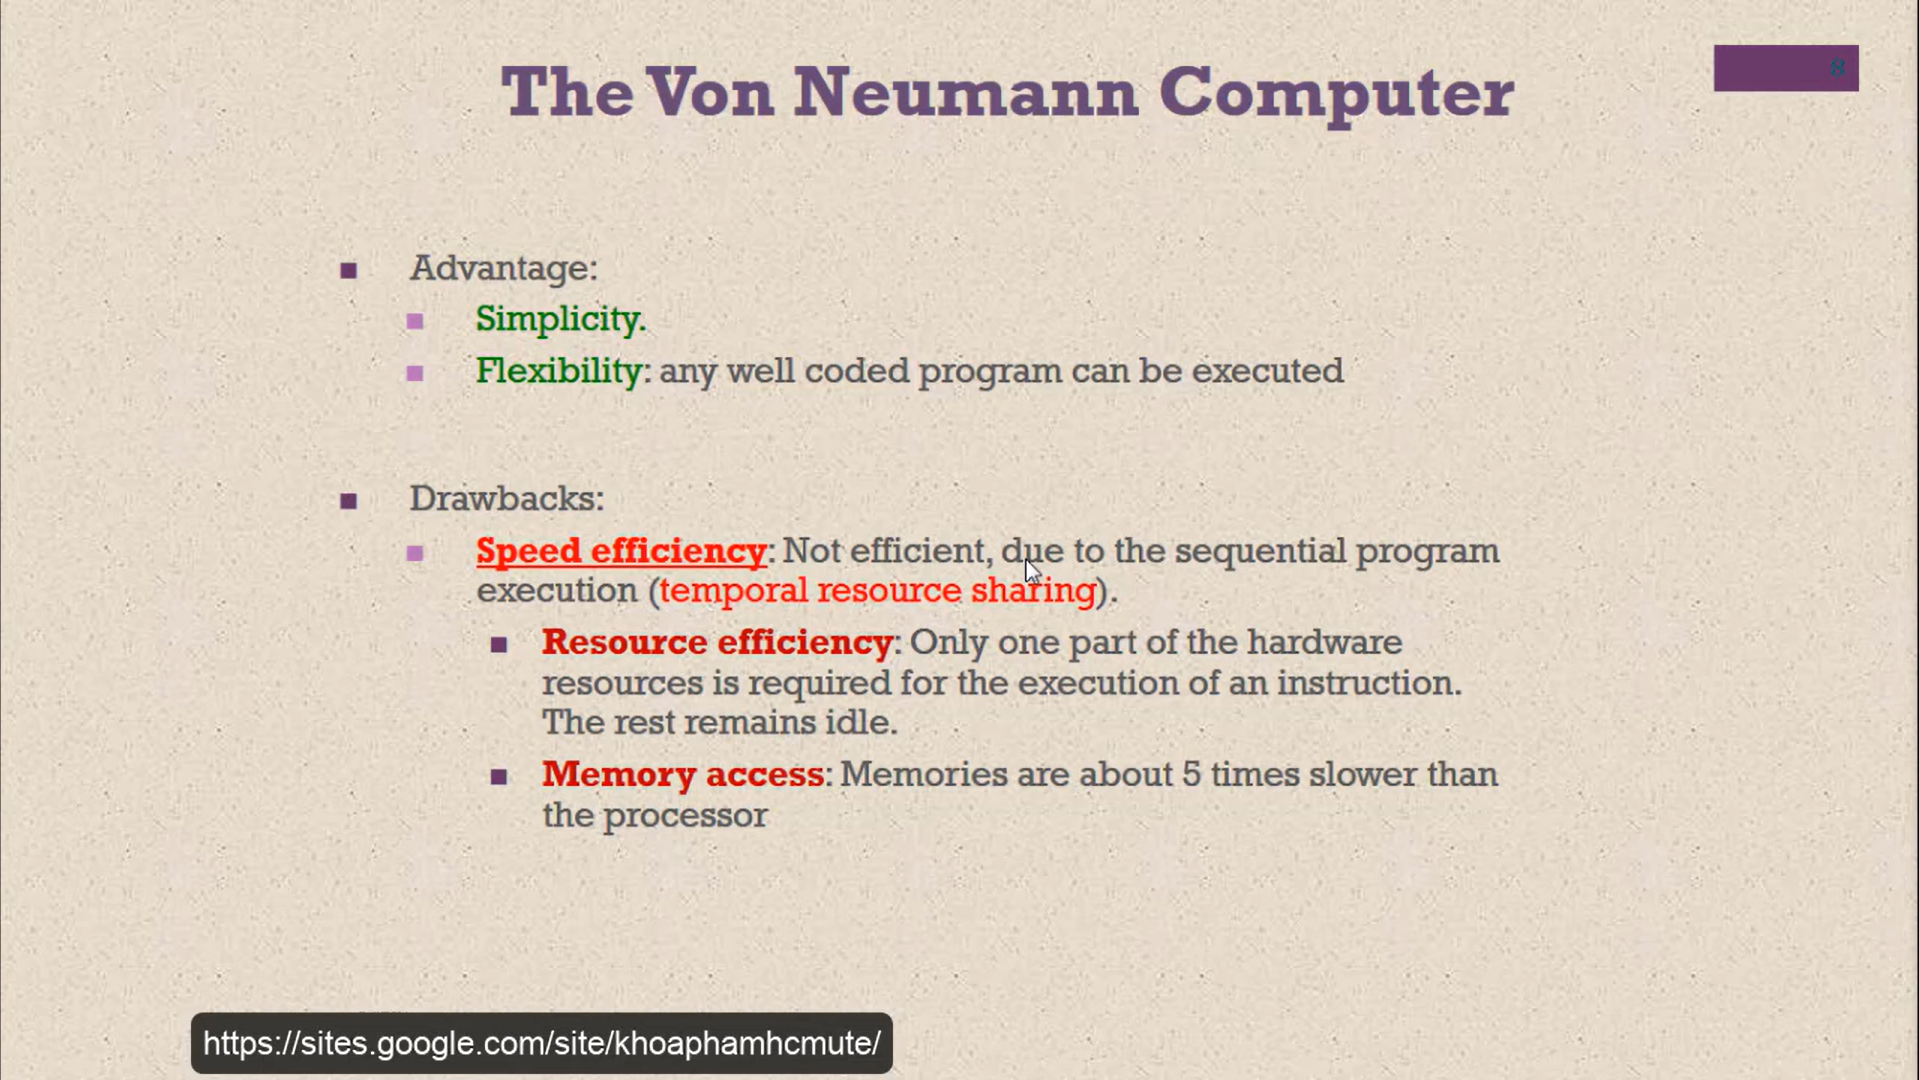 The Von Neumann Computer
8
Advantage:
Simplicity.
Flexibility: any well coded program can be executed
Drawbacks:
Speed efficiency: Not efficient, due to the sequential program
execution (temporal resource sharing).
Resource efficiency: Only one part of the hardware
resources is required for the execution of an instruction.
The rest remains idle.
Memory access: Memories are about 5 times slower than
the processor
https://sites.google.com/site/khoaphamhcmute/